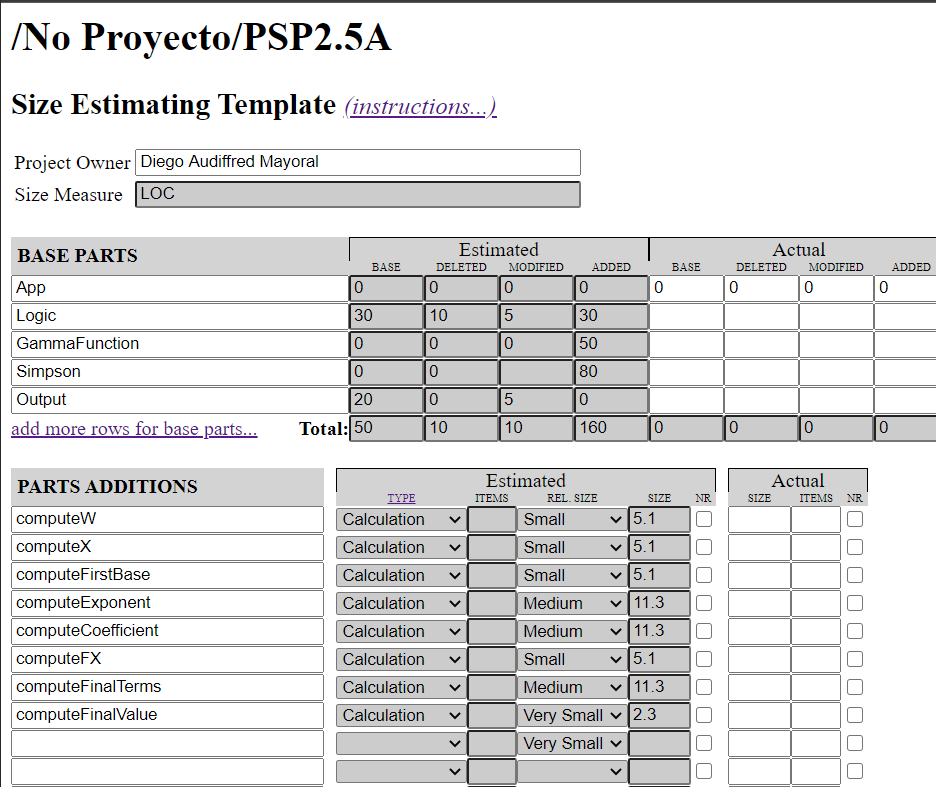 /No Proyecto/PSP2.5A
Size Estimating Template (instructions...)
Project Owner Diego Audiffred Mayoral
Size Measure LOC
BASE PARTS Estimated Actual
BASE DELETED MODIFIED ADDED BASE DELETED MODIFIED ADDED
App 0 0 0 0 0 0 0 0
Logic 30 10 5 30
GammaFunction 0 0 0 50
Simpson 0 0 80
Output 20 0 5 0
add more rows for base parts... Total: 50 10 10 160 0 0 0 0
PARTS ADDITIONS Estimated Actual
TYPE ITEMS REL. SIZE SIZE NR SIZE ITEMS NR
computeW Calculation Small 5.1
computeX Calculation Small 5.1
computeFirstBase Calculation Small 5.1
computeExponent Calculation Medium 11.3
computeCoefficient Calculation Medium 11.3
computeFX Calculation Small 5.1
computeFinalTerms Calculation Medium 11.3
computeFinalValue Calculation Very Small 2.3
Very Small